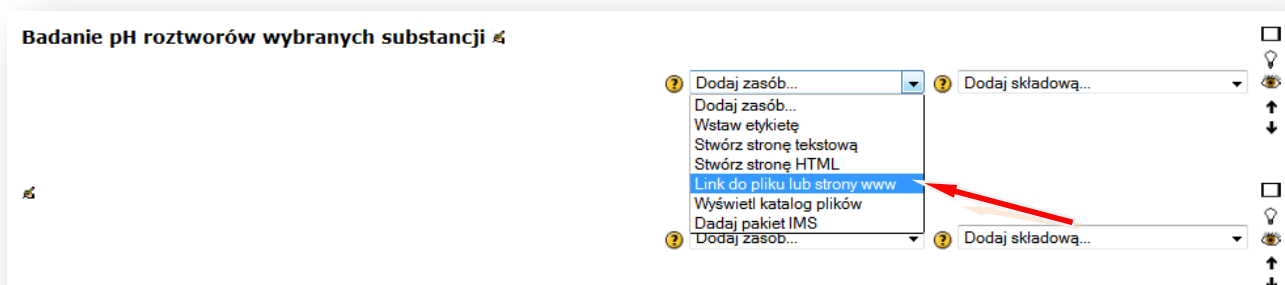 Badanie pH roztworów wybranych substancji
Dodaj zasób... Dodaj składową...
Dodaj zasób...
Wstaw etykietę
Stwórz stronę tekstową
Stwórz stronę HTML
Link do pliku lub strony www
Wyświetl katalog plików
Dadaj pakiet IMS
Dodaj zasób... Dodaj składową...